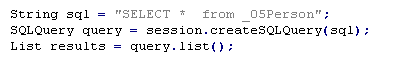 String sql = "SELECT *  from _05Person";
SQLQuery query = session.createSQLQuery(sql);
List results = query.list();